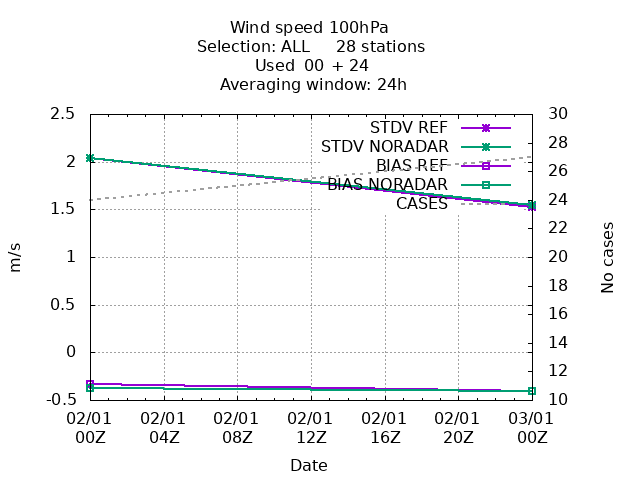 Wind speed 100hPa
Selection: ALL 28 stations
Used 00 + 24
Averaging window: 24h
STDV REF
STDV NORADAR
BIAS REF
BIAS NORADAR
CASES
2.5
2
1.5
1
0.5
0
-0.5
30
28
26
24
22
20
18
16
14
12
10
m/s
No cases
02/01 02/01 02/01 02/01 02/01 02/01 03/01
00Z 04Z 08Z 12Z 16Z 20Z 00Z
Date